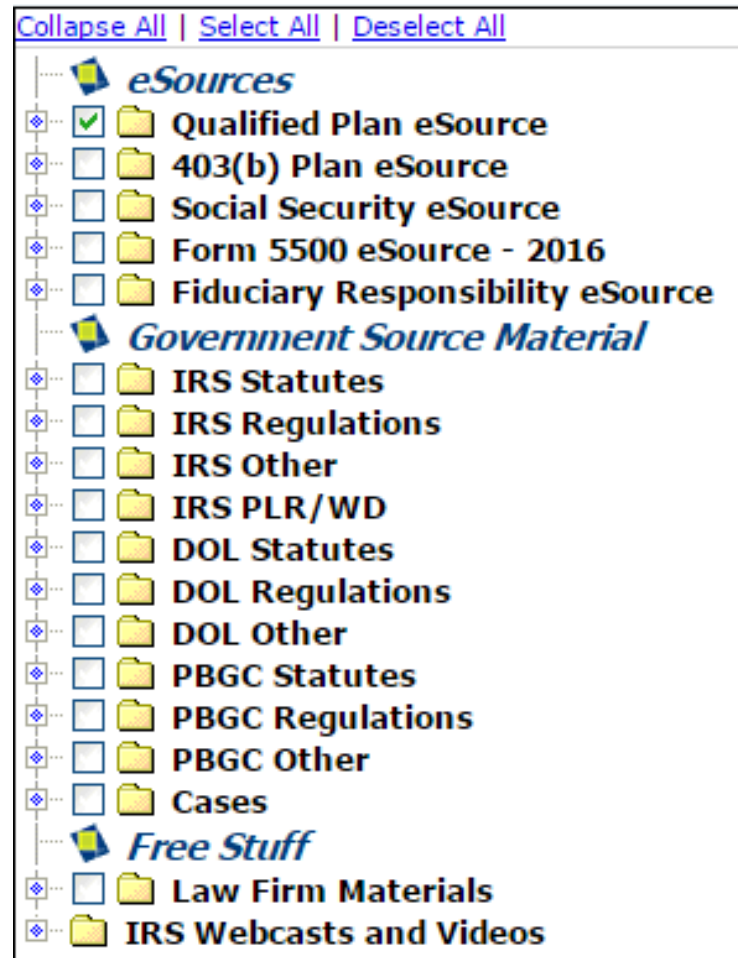 Collapse All | Select All | Deselect All
eSources
Qualified Plan eSource
403(b) Plan eSource
Social Security eSource
Form 5500 eSource - 2016
Fiduciary Responsibility eSource
Government Source Material
IRS Statutes
IRS Regulations
IRS Other
IRS PLR/WD
DOL Statutes
DOL Regulations
DOL Other
PBGC Statutes
PBGC Regulations
PBGC Other
Cases
Free Stuff
Law Firm Materials
IRS Webcasts and Videos